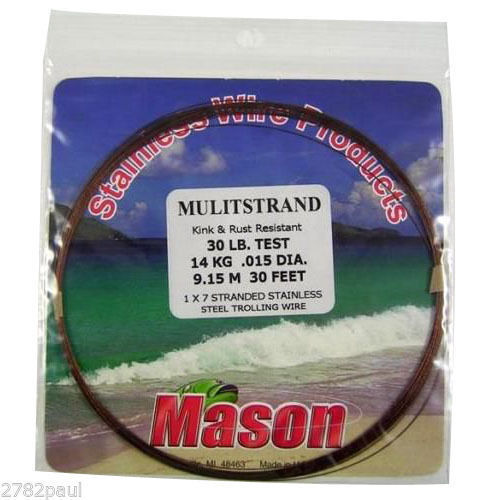 Stainless Wire Products
MULITSTRAND
Kink & Rust Resistant
30 LB. TEST
14 KG .015 DIA.
9.15 M 30 FEET
1 X 7 STRANDED STAINLESS
STEEL TROLLING WIRE
Mason
MI. 48463 Made in
2782paul